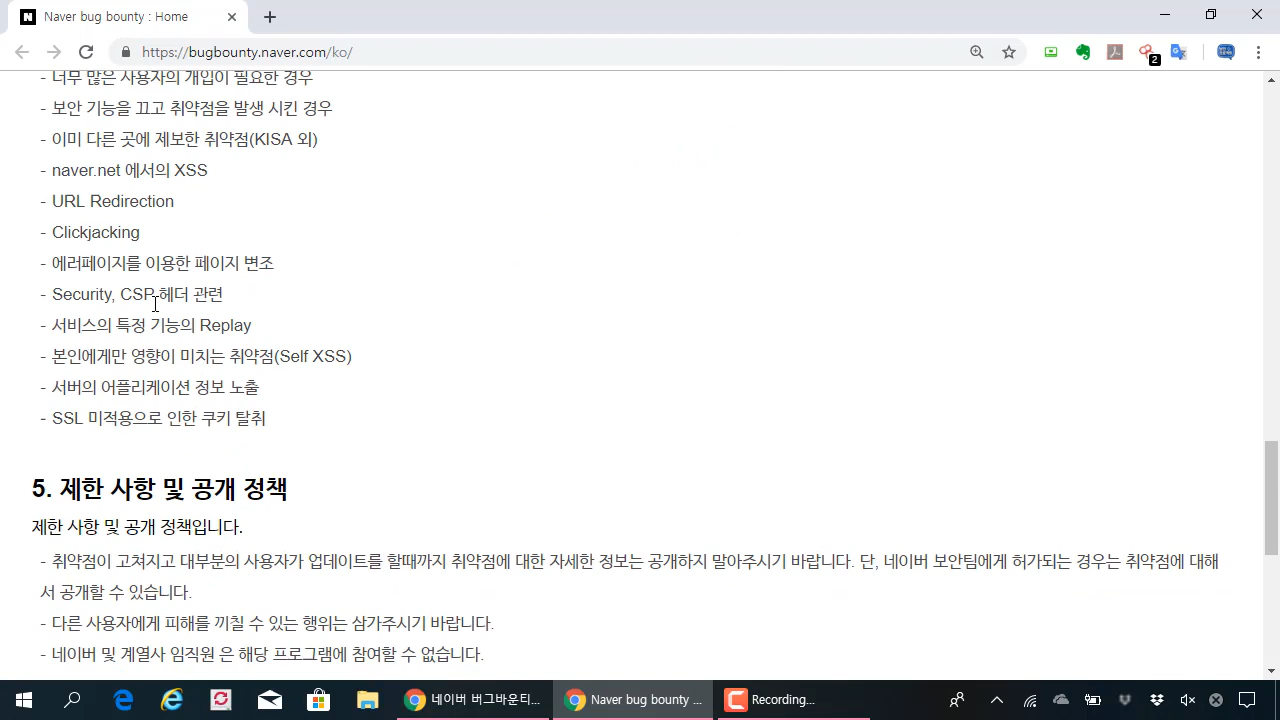 Naver bug bounty : Home
https://bugbounty.naver.com/ko/
2
- 너무 많은 사용자의 개입이 필요한 경우
- 보안 기능을 끄고 취약점을 발생 시킨 경우
- 이미 다른 곳에 제보한 취약점(KISA 외)
- naver.net 에서의 XSS
- URL Redirection
- Clickjacking
- 에러페이지를 이용한 페이지 변조
- Security, CSP 헤더 관련
- 서비스의 특정 기능의 Replay
- 본인에게만 영향이 미치는 취약점(Self XSS)
- 서버의 어플리케이션 정보 노출
- SSL 미적용으로 인한 쿠키 탈취
5. 제한 사항 및 공개 정책
제한 사항 및 공개 정책입니다.
- 취약점이 고쳐지고 대부분의 사용자가 업데이트를 할때까지 취약점에 대한 자세한 정보는 공개하지 말아주시기 바랍니다. 단, 네이버 보안팀에게 허가되는 경우는 취약점에 대해
서 공개할 수 있습니다.
- 다른 사용자에게 피해를 끼칠 수 있는 행위는 삼가주시기 바랍니다.
- 네이버 및 계열사 임직원 은 해당 프로그램에 참여할 수 없습니다.
네이버 버그바운티... Naver bug bounty ... Recording...